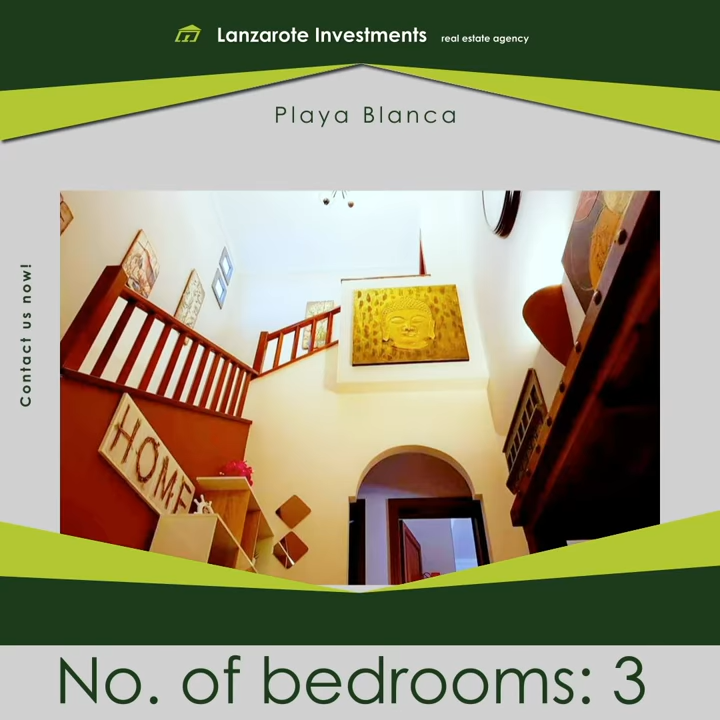 Lanzarote Investments real estate agency
Playa Blanca
Contact us now!
HOME
No. of bedrooms: 3